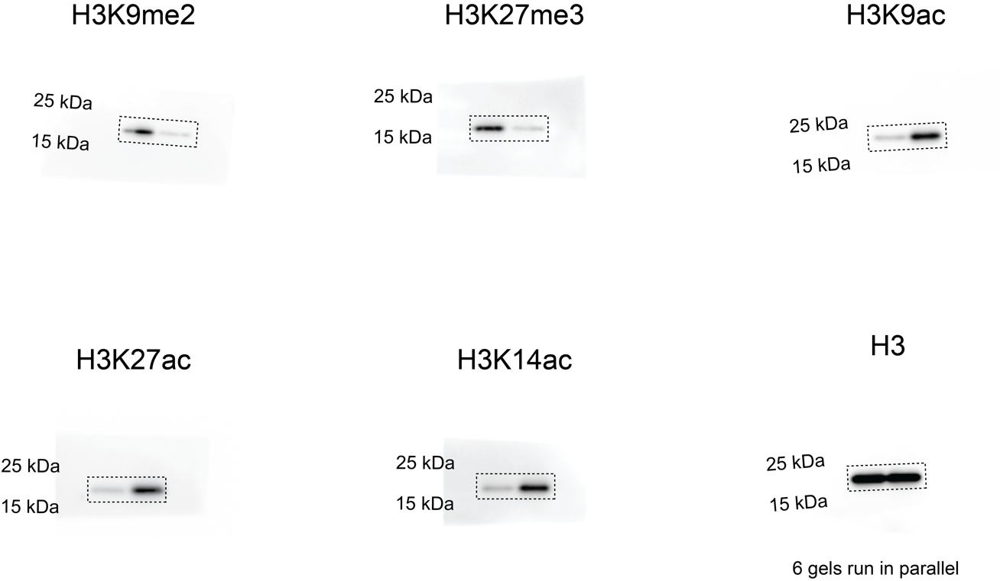 H3K9me2
H3K27me3
H3K9ac
25 kDa
15 kDa
25 kDa
15 kDa
25 kDa
15 kDa
H3K27ac
H3K14ac
H3
25 kDa
15 kDa
25 kDa
15 kDa
25 kDa
15 kDa
6 gels run in parallel